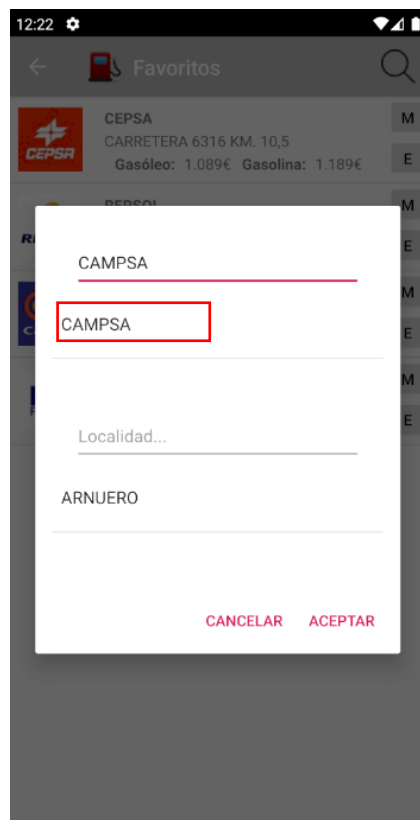 12:22
Favoritos
CEPSA
CARRETERA 6316 KM. 10,5
Gasóleo: 1.089€ Gasolina: 1.189€
M
E
CEPSA
REPSOL
M
E
CAMPSA
CAMPSA
M
E
Localidad...
M
E
ARNUERO
CANCELAR ACEPTAR